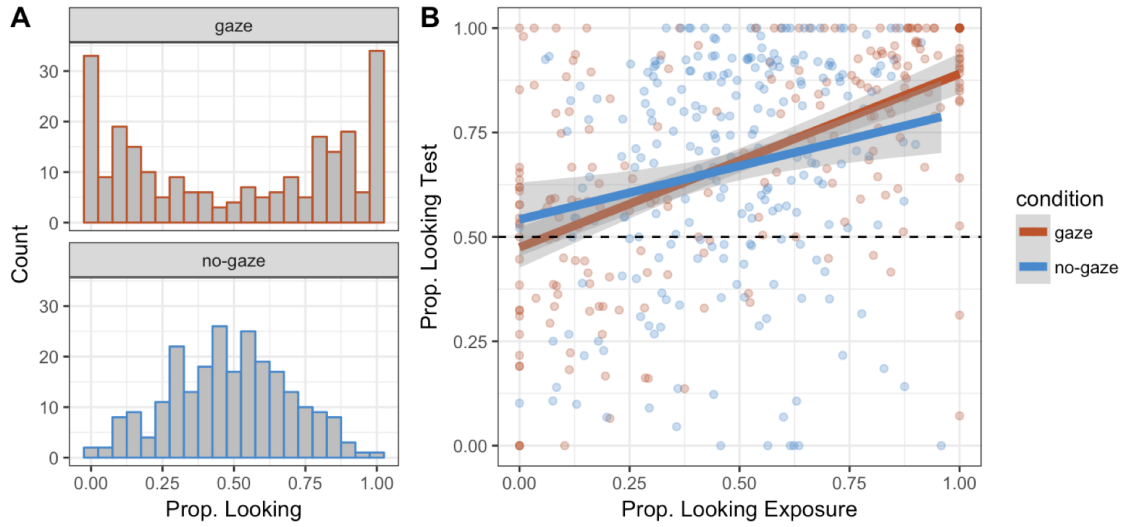 A
gaze
30
20
10
0
no-gaze
30
20
10
0
Count
0.00 0.25 0.50 0.75 1.00
Prop. Looking
B
1.00
0.75
0.50
0.25
0.00
Prop. Looking Test
0.00 0.25 0.50 0.75 1.00
Prop. Looking Exposure
condition
gaze
no-gaze